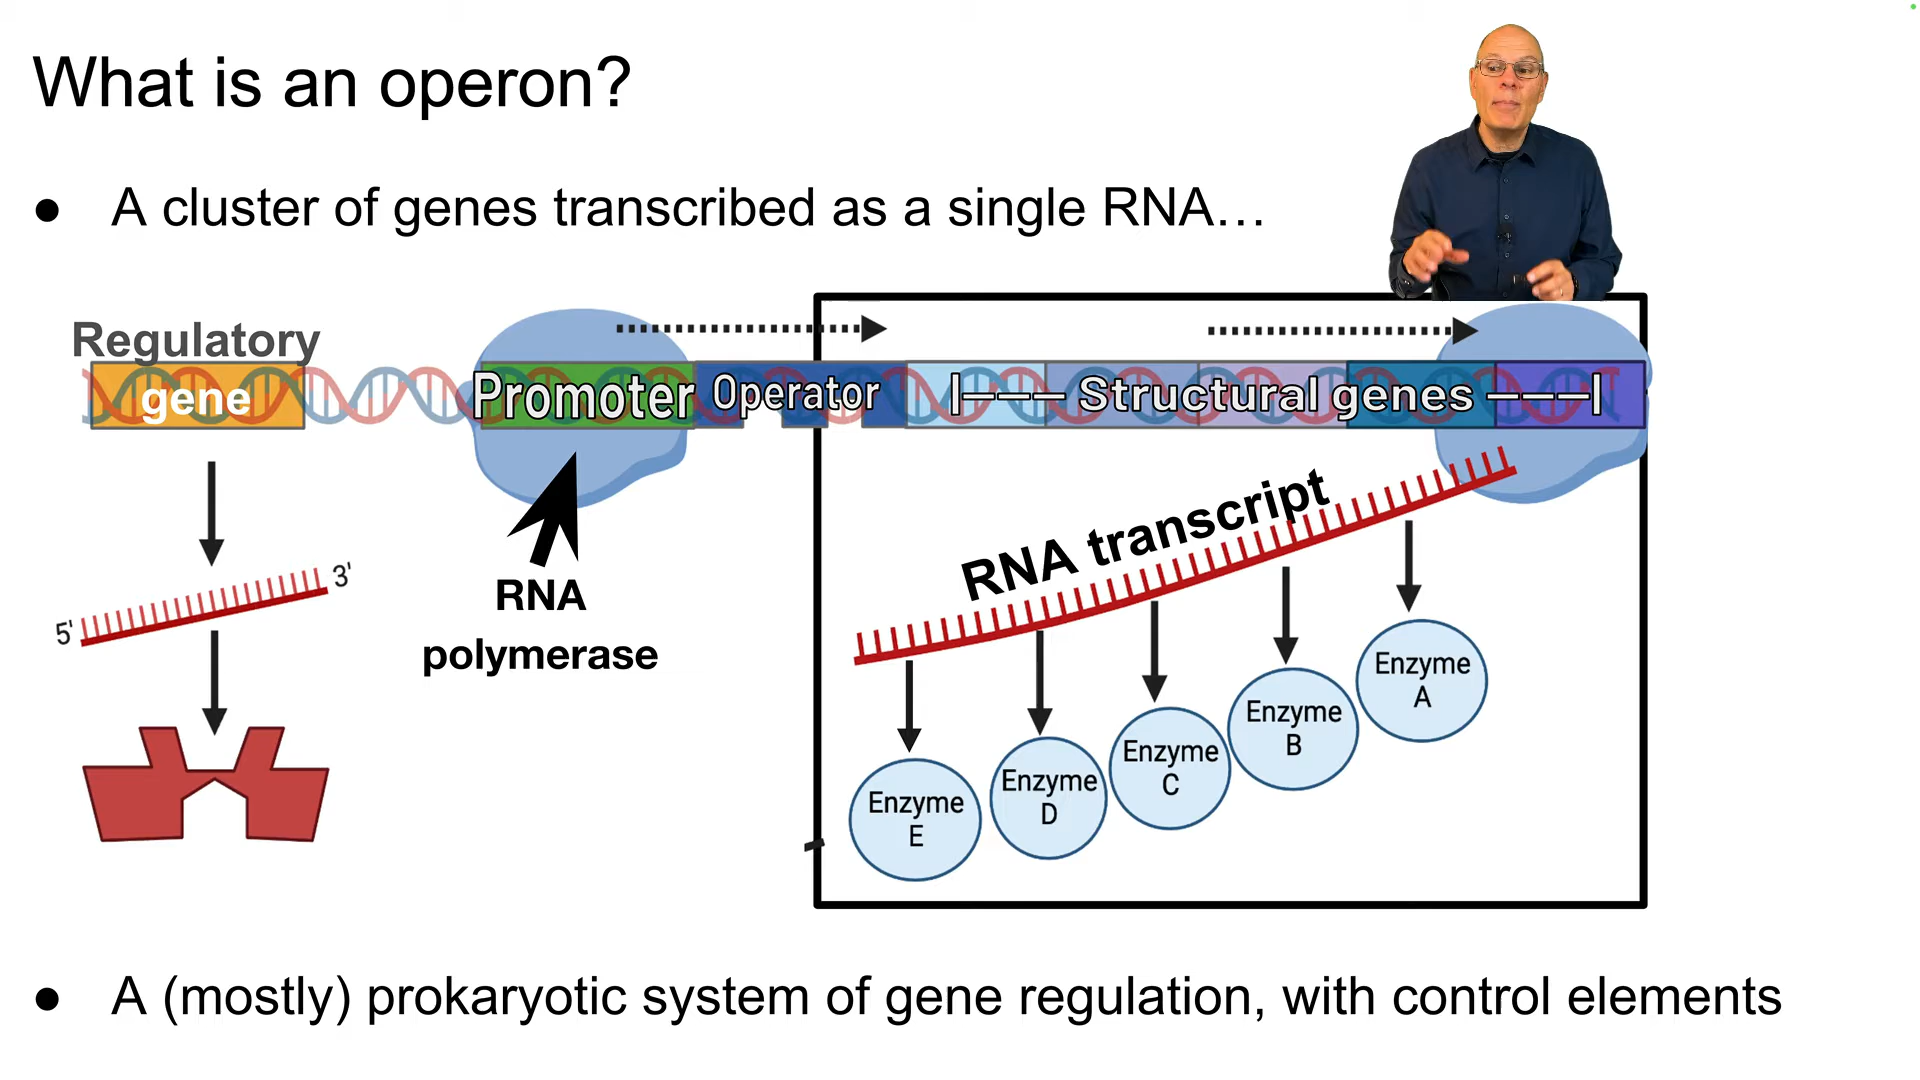 What is an operon?
● A cluster of genes transcribed as a single RNA…
Regulatory
gene
Promoter
Operator
|––– Structural genes –––|
RNA transcript
5'
3'
RNA
polymerase
Enzyme
A
Enzyme
B
Enzyme
C
Enzyme
D
Enzyme
E
● A (mostly) prokaryotic system of gene regulation, with control elements